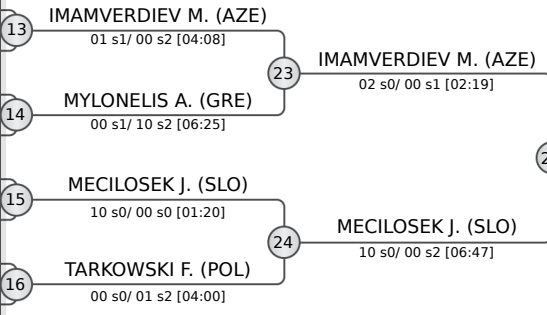 13
IMAMVERDIEV M. (AZE)
01 s1/ 00 s2 [04:08]
23
IMAMVERDIEV M. (AZE)
02 s0/ 00 s1 [02:19]
14
MYLONELIS A. (GRE)
00 s1/ 10 s2 [06:25]
15
MECILOSEK J. (SLO)
10 s0/ 00 s0 [01:20]
24
MECILOSEK J. (SLO)
10 s0/ 00 s2 [06:47]
16
TARKOWSKI F. (POL)
00 s0/ 01 s2 [04:00]